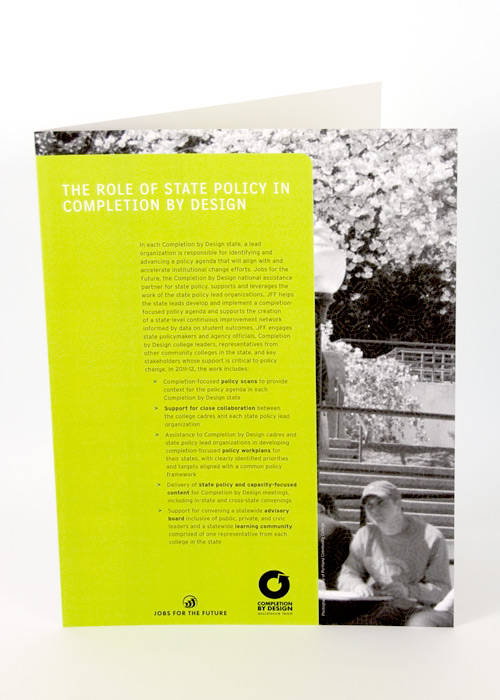 THE ROLE OF STATE POLICY IN
COMPLETION BY DESIGN
In each Completion by Design state, a lead
organization is responsible for identifying and
advancing a policy agenda that will align with and
accelerate institutional change efforts. Jobs for the
Future, the Completion by Design national assistance
partner for state policy, supports and leverages the
work of the state policy lead organizations. JFF helps
the state leads develop and implement a completion-
focused policy agenda and supports the creation
of a state-level continuous improvement network
informed by data on student outcomes. JFF engages
state policymakers and agency officials, Completion
by Design college leaders, representatives from
other community colleges in the state, and key
stakeholders whose support is critical to policy
change. In 2011-12, the work includes:
> Completion-focused policy scans to provide
context for the policy agenda in each
Completion by Design state
> Support for close collaboration between
the college cadres and each state policy lead
organization
> Assistance to Completion by Design cadres and
state policy lead organizations in developing
completion-focused policy workplans for
their states, with clearly identified priorities
and targets aligned with a common policy
framework
> Delivery of state policy and capacity-focused
content for Completion by Design meetings,
including in-state and cross-state convenings
> Support for convening a statewide advisory
board inclusive of public, private, and civic
leaders and a statewide learning community
comprised of one representative from each
college in the state
JOBS FOR THE FUTURE
COMPLETION
BY DESIGN
assistance team